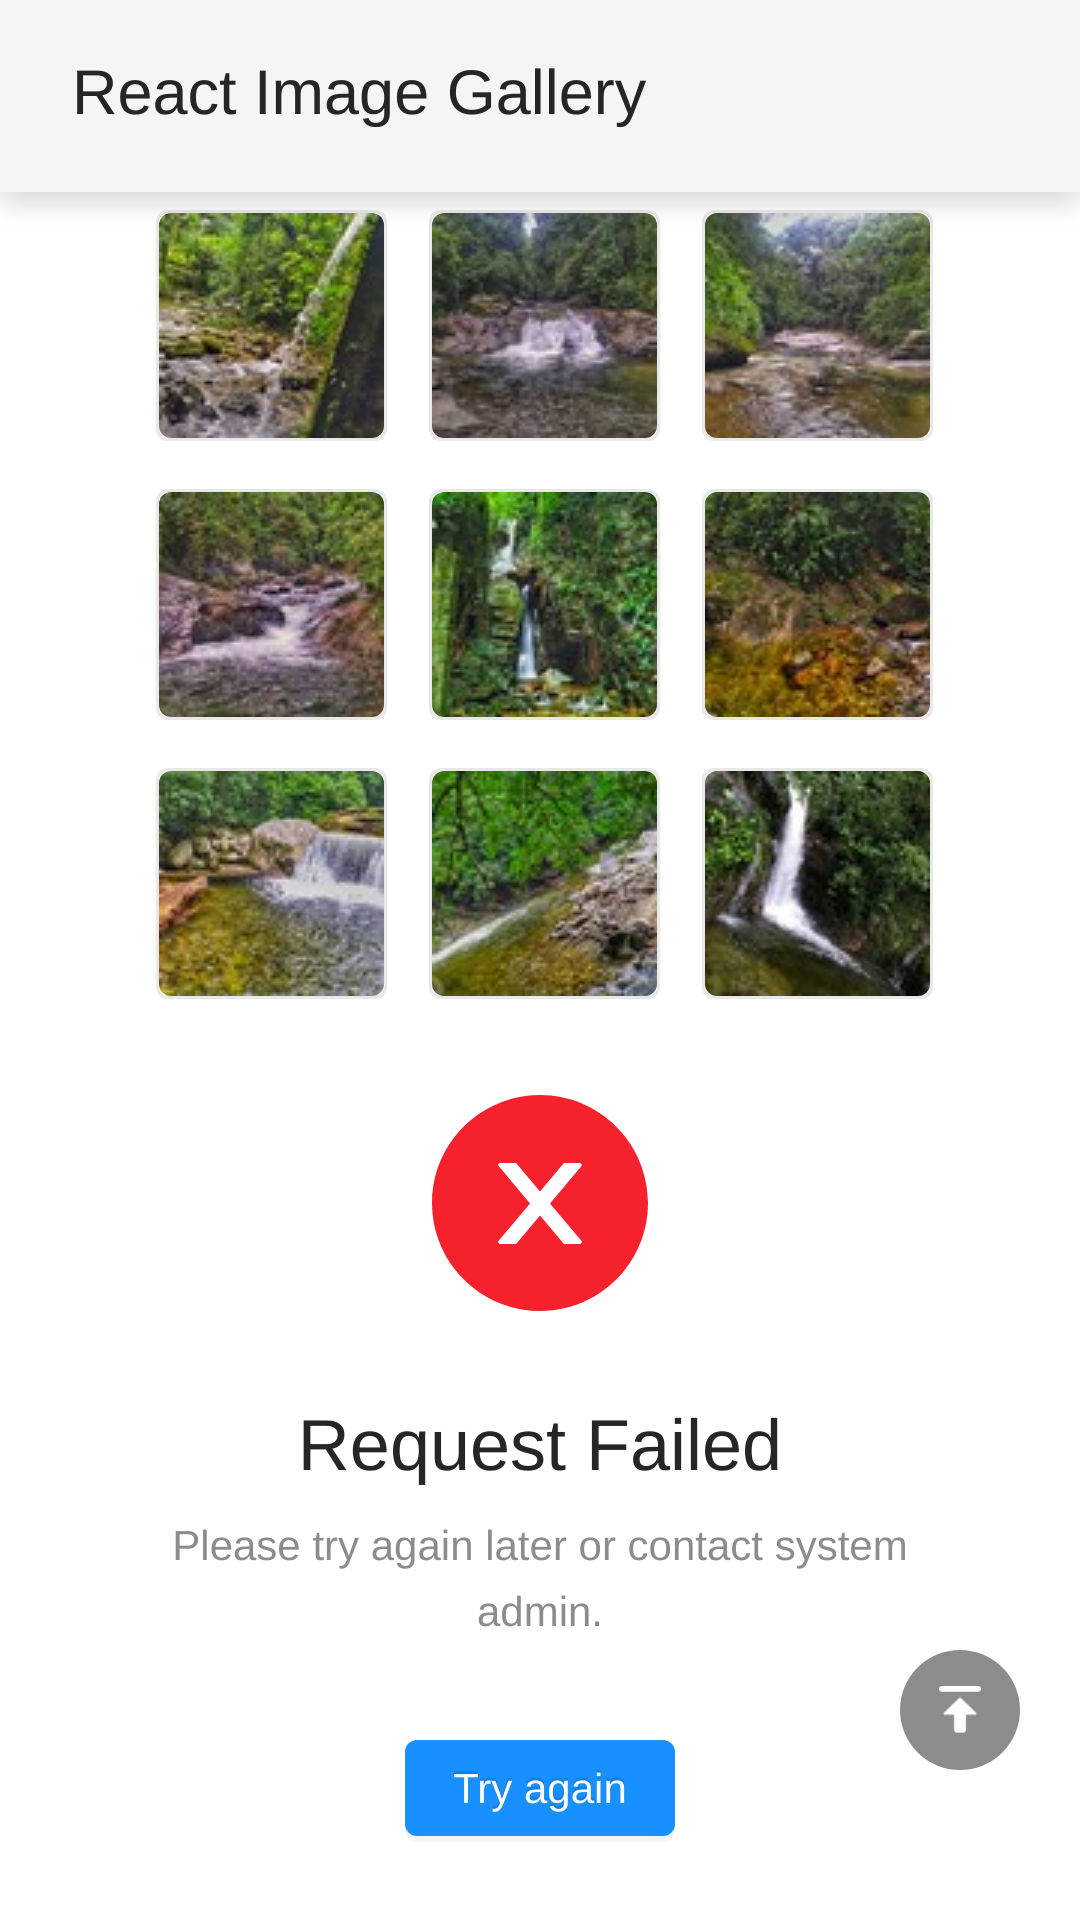 React Image Gallery
Request Failed
Please try again later or contact system
admin.
Try again